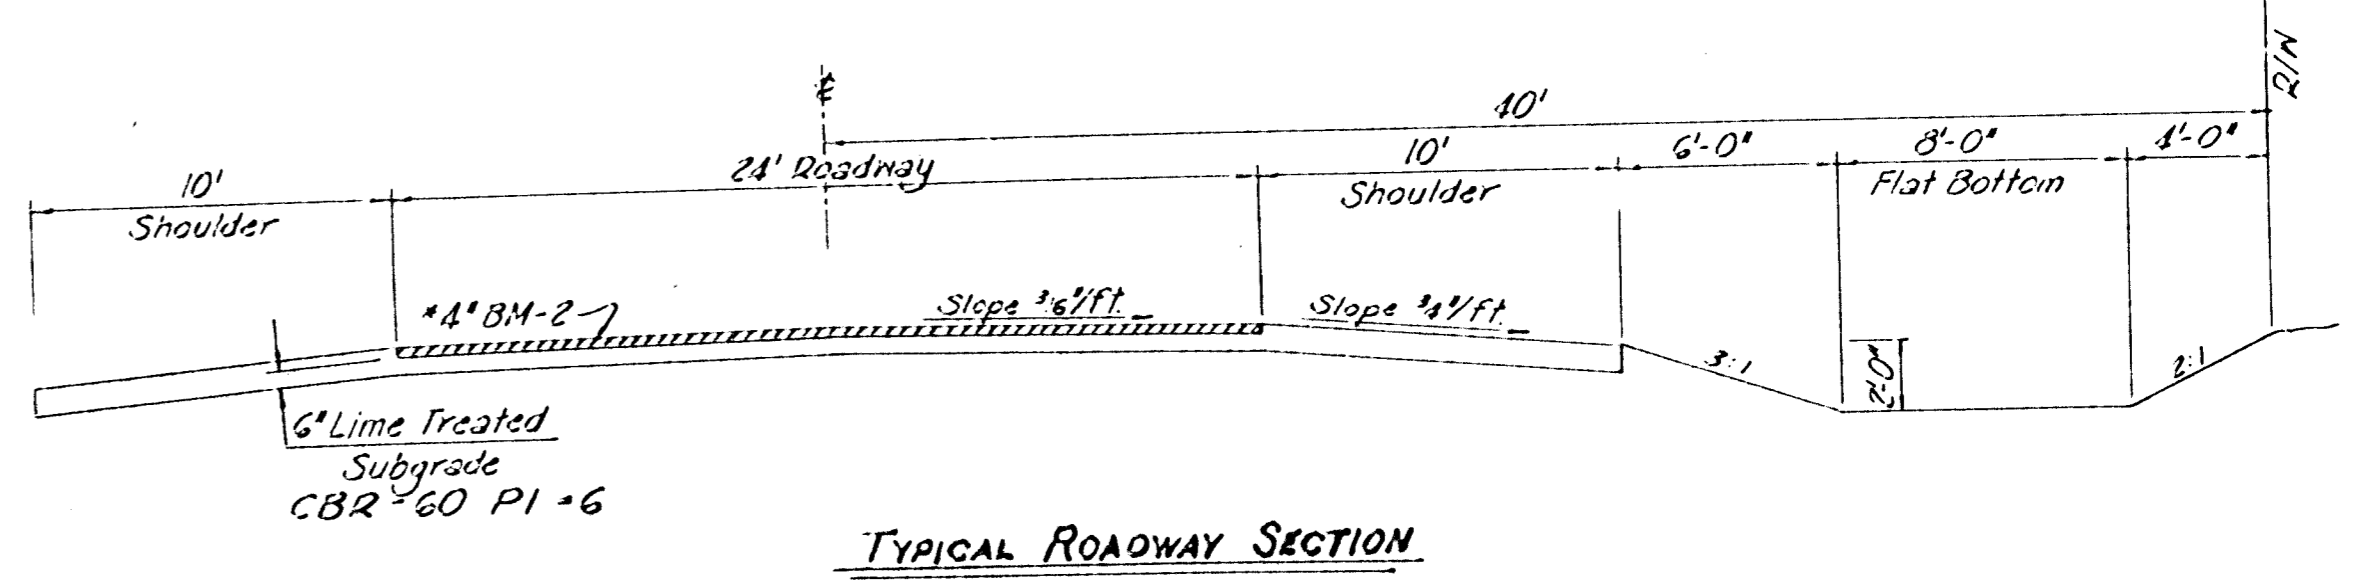 ℄
R/W
40'
10'
Shoulder
24' Roadway
10'
Shoulder
6'-0"
8'-0"
Flat Bottom
4'-0"
*4" BM-2
Slope 3/16"/ft.
Slope 3/4"/ft.
3:1
2'-0"
2:1
6" Lime Treated
Subgrade
CBR=60 PI=6
TYPICAL ROADWAY SECTION